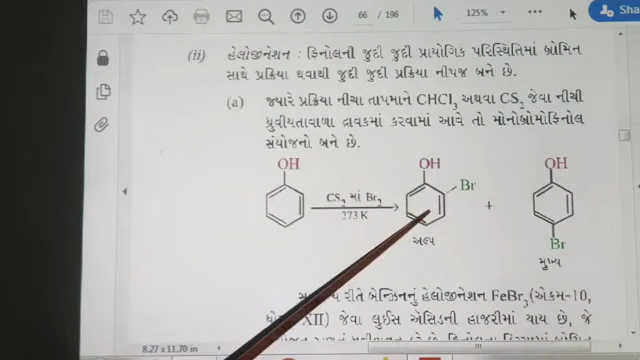 66 / 196
125%
Sh
(ii) હેલોજીનેશન : ફિનોલની જુદી જુદી પ્રાયોગિક પરિસ્થિતિમાં બ્રોમિન
સાથે પ્રક્રિયા થવાથી જુદી જુદી પ્રક્રિયા નીપજ બને છે.
(a) જ્યારે પ્રક્રિયા નીચા તાપમાને CHCl₃ અથવા CS₂ જેવા નીચી
ધ્રુવીયતાવાળા દ્રાવકમાં કરવામાં આવે તો મોનોબ્રોમોફિનોલ
સંયોજનો બને છે.
OH OH OH
CS₂ માં Br₂
273 K
Br
+
Br
અલ્પ
મુખ્ય
રીતે બેન્ઝિનનું હેલોજીનેશન FeBr₃(એકમ-10,
XII) જેવા લુઈસ ઍસિડની હાજરીમાં થાય છે, જે
8.27 x 11.70 in